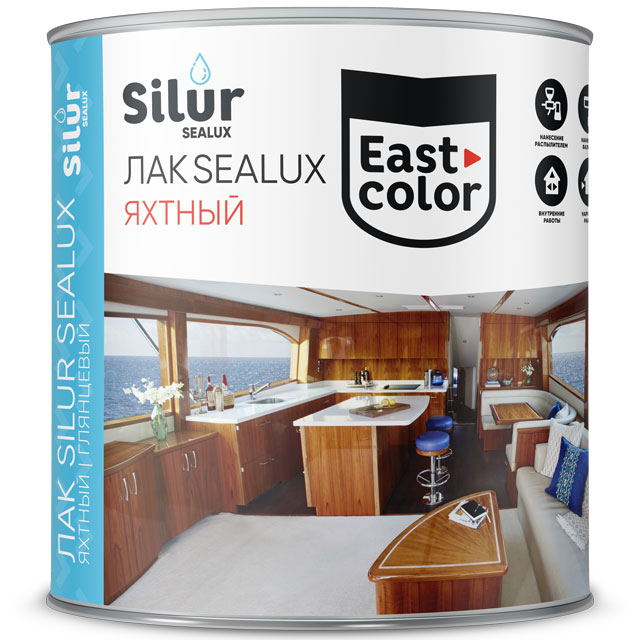 Silur
SEALUX
ЛАК SEALUX
ЯХТНЫЙ
East
color
НАНЕСЕНИЕ
РАСПЫЛИТЕЛЕМ
ВНУТРЕННИЕ
РАБОТЫ
ЛАК SILUR SEALUX
ЯХТНЫЙ | ГЛЯНЦЕВЫЙ
Silur
SEALUX